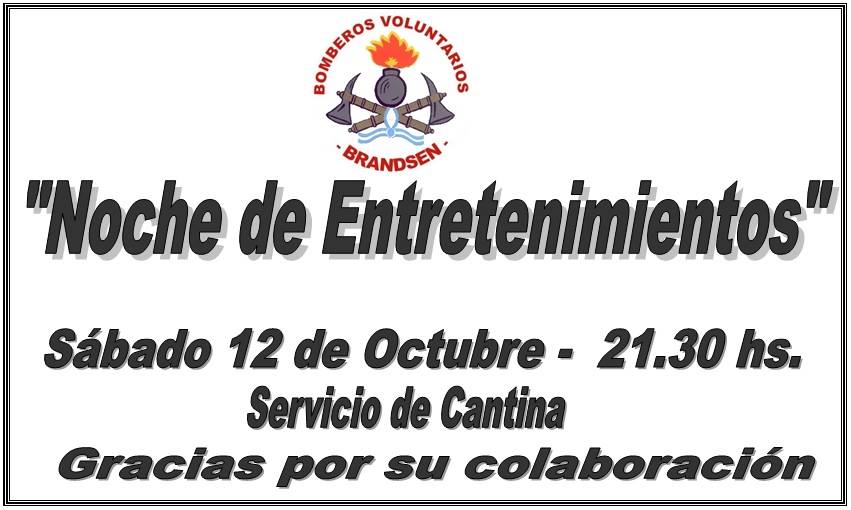 BOMBEROS VOLUNTARIOS
- BRANDSEN -
"Noche de Entretenimientos"
Sábado 12 de Octubre - 21.30 hs.
Servicio de Cantina
Gracias por su colaboración